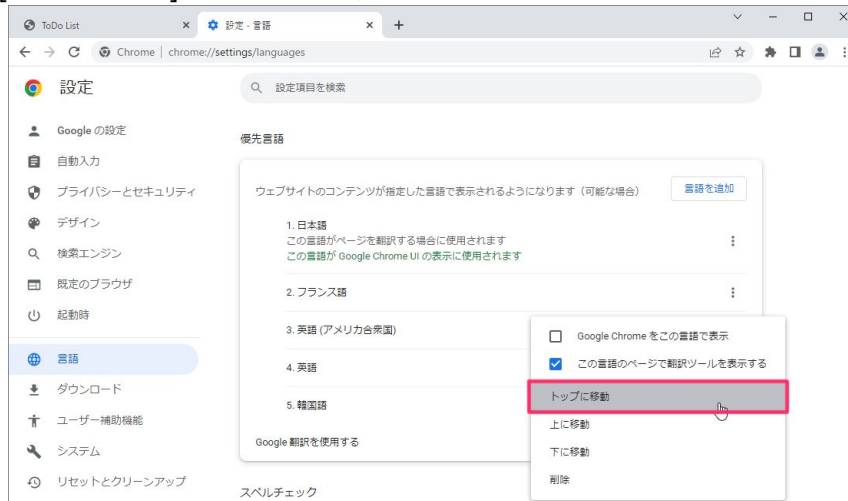 ToDo List
設定 - 言語
Chrome | chrome://settings/languages
設定
設定項目を検索
Google の設定
自動入力
プライバシーとセキュリティ
デザイン
検索エンジン
既定のブラウザ
起動時
言語
ダウンロード
ユーザー補助機能
システム
リセットとクリーンアップ
優先言語
ウェブサイトのコンテンツが指定した言語で表示されるようになります（可能な場合）
言語を追加
1. 日本語
この言語がページを翻訳する場合に使用されます
この言語が Google Chrome UI の表示に使用されます
2. フランス語
3. 英語 (アメリカ合衆国)
4. 英語
5. 韓国語
Google 翻訳を使用する
スペルチェック
Google Chrome をこの言語で表示
この言語のページで翻訳ツールを表示する
トップに移動
上に移動
下に移動
削除